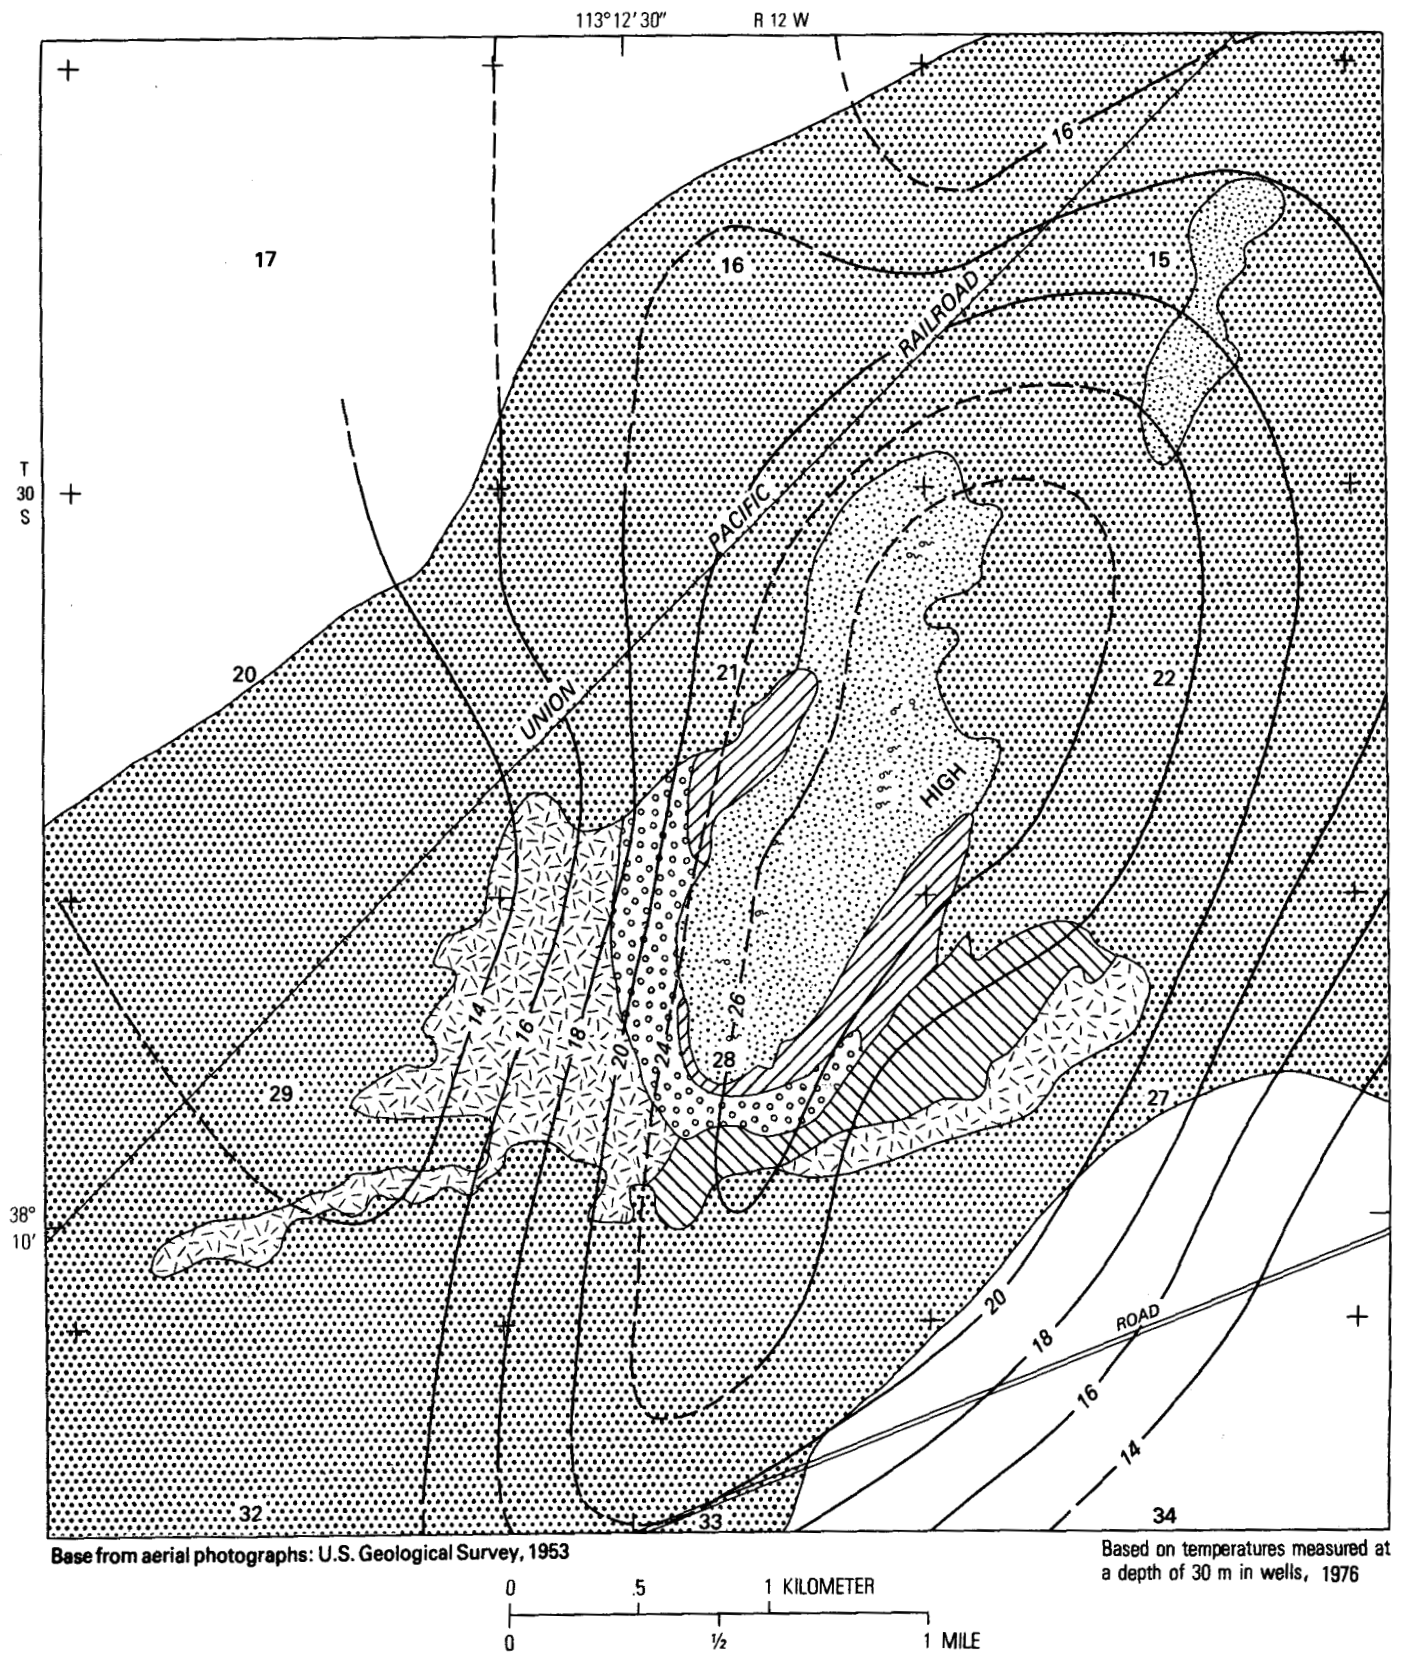 113°12'30"
R 12 W
16
17
16
15
RAILROAD
T
30
S
PACIFIC
20
21
22
UNION
HIGH
14
16
18
20
24
26
28
29
27
38°
10'
20
ROAD
18
16
14
32
33
34
Base from aerial photographs: U.S. Geological Survey, 1953
Based on temperatures measured at
a depth of 30 m in wells, 1976
0 .5 1 KILOMETER
0 ½ 1 MILE